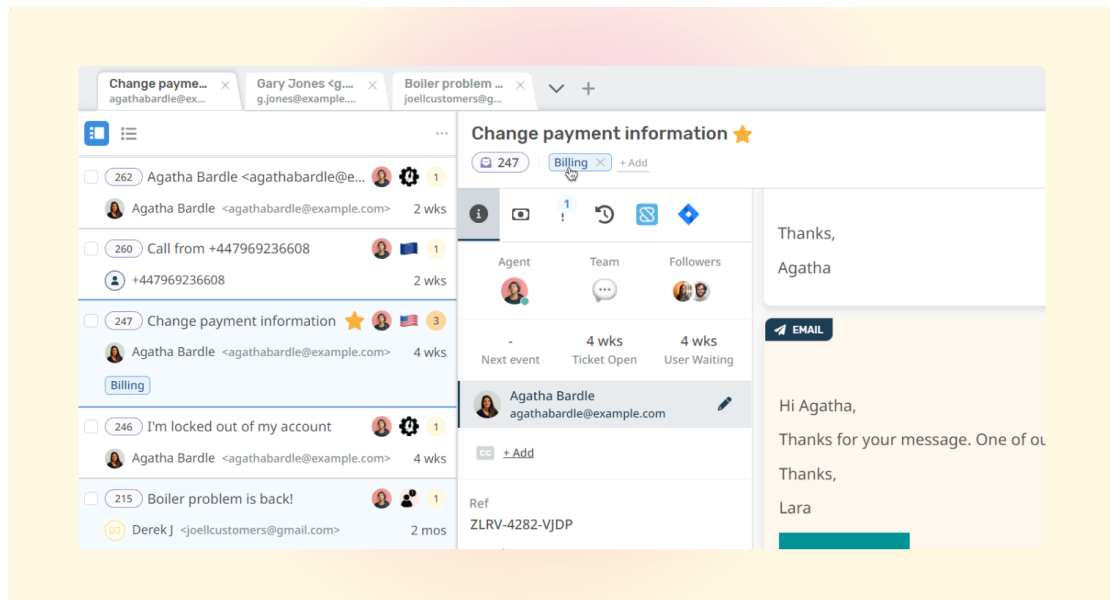 Change payme...
agathabardle@ex...
Gary Jones <g....
g.jones@example....
Boiler problem ...
joellcustomers@g...
262 Agatha Bardle <agathabardle@e... 1
Agatha Bardle <agathabardle@example.com> 2 wks
260 Call from +447969236608 1
+447969236608 2 wks
247 Change payment information 3
Agatha Bardle <agathabardle@example.com> 4 wks
Billing
246 I'm locked out of my account 1
Agatha Bardle <agathabardle@example.com> 4 wks
215 Boiler problem is back! 1
DJ Derek J <joellcustomers@gmail.com> 2 mos
Change payment information
247 Billing + Add
1
Agent Team Followers
- 4 wks 4 wks
Next event Ticket Open User Waiting
Agatha Bardle
agathabardle@example.com
CC + Add
Ref
ZLRV-4282-VJDP
Thanks,
Agatha
EMAIL
Hi Agatha,
Thanks for your message. One of ou
Thanks,
Lara